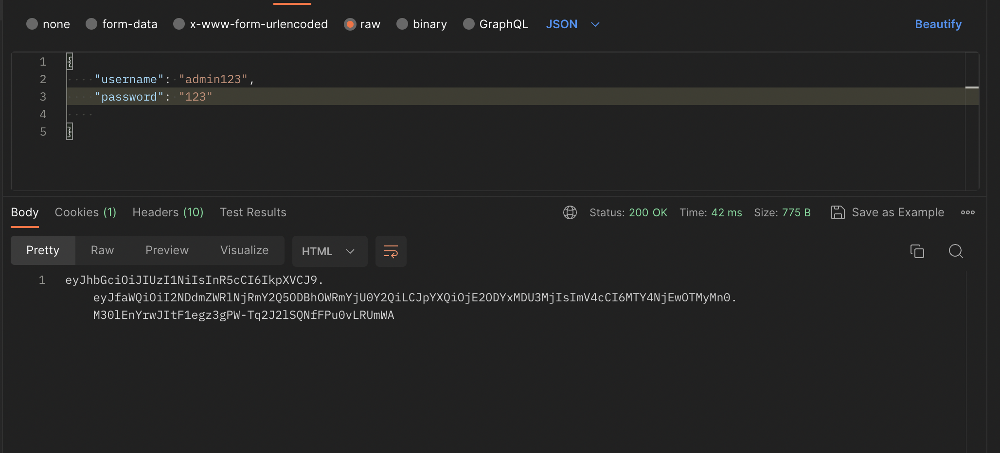 none form-data x-www-form-urlencoded raw binary GraphQL JSON Beautify
1 {
2 "username": "admin123",
3 "password": "123"
4
5 }
Body Cookies (1) Headers (10) Test Results Status: 200 OK Time: 42 ms Size: 775 B Save as Example
Pretty Raw Preview Visualize HTML
1 eyJhbGciOiJIUzI1NiIsInR5cCI6IkpXVCJ9.
eyJfaWQiOiI2NDdmZWRlNjRmY2Q5ODBhOWRmYjU0Y2QiLCJpYXQiOjE2ODYxMDU3MjIsImV4cCI6MTY4NjEwOTMyMn0.
M30lEnYrwJItF1egz3gPW-Tq2J2lSQNfFPu0vLRUmWA